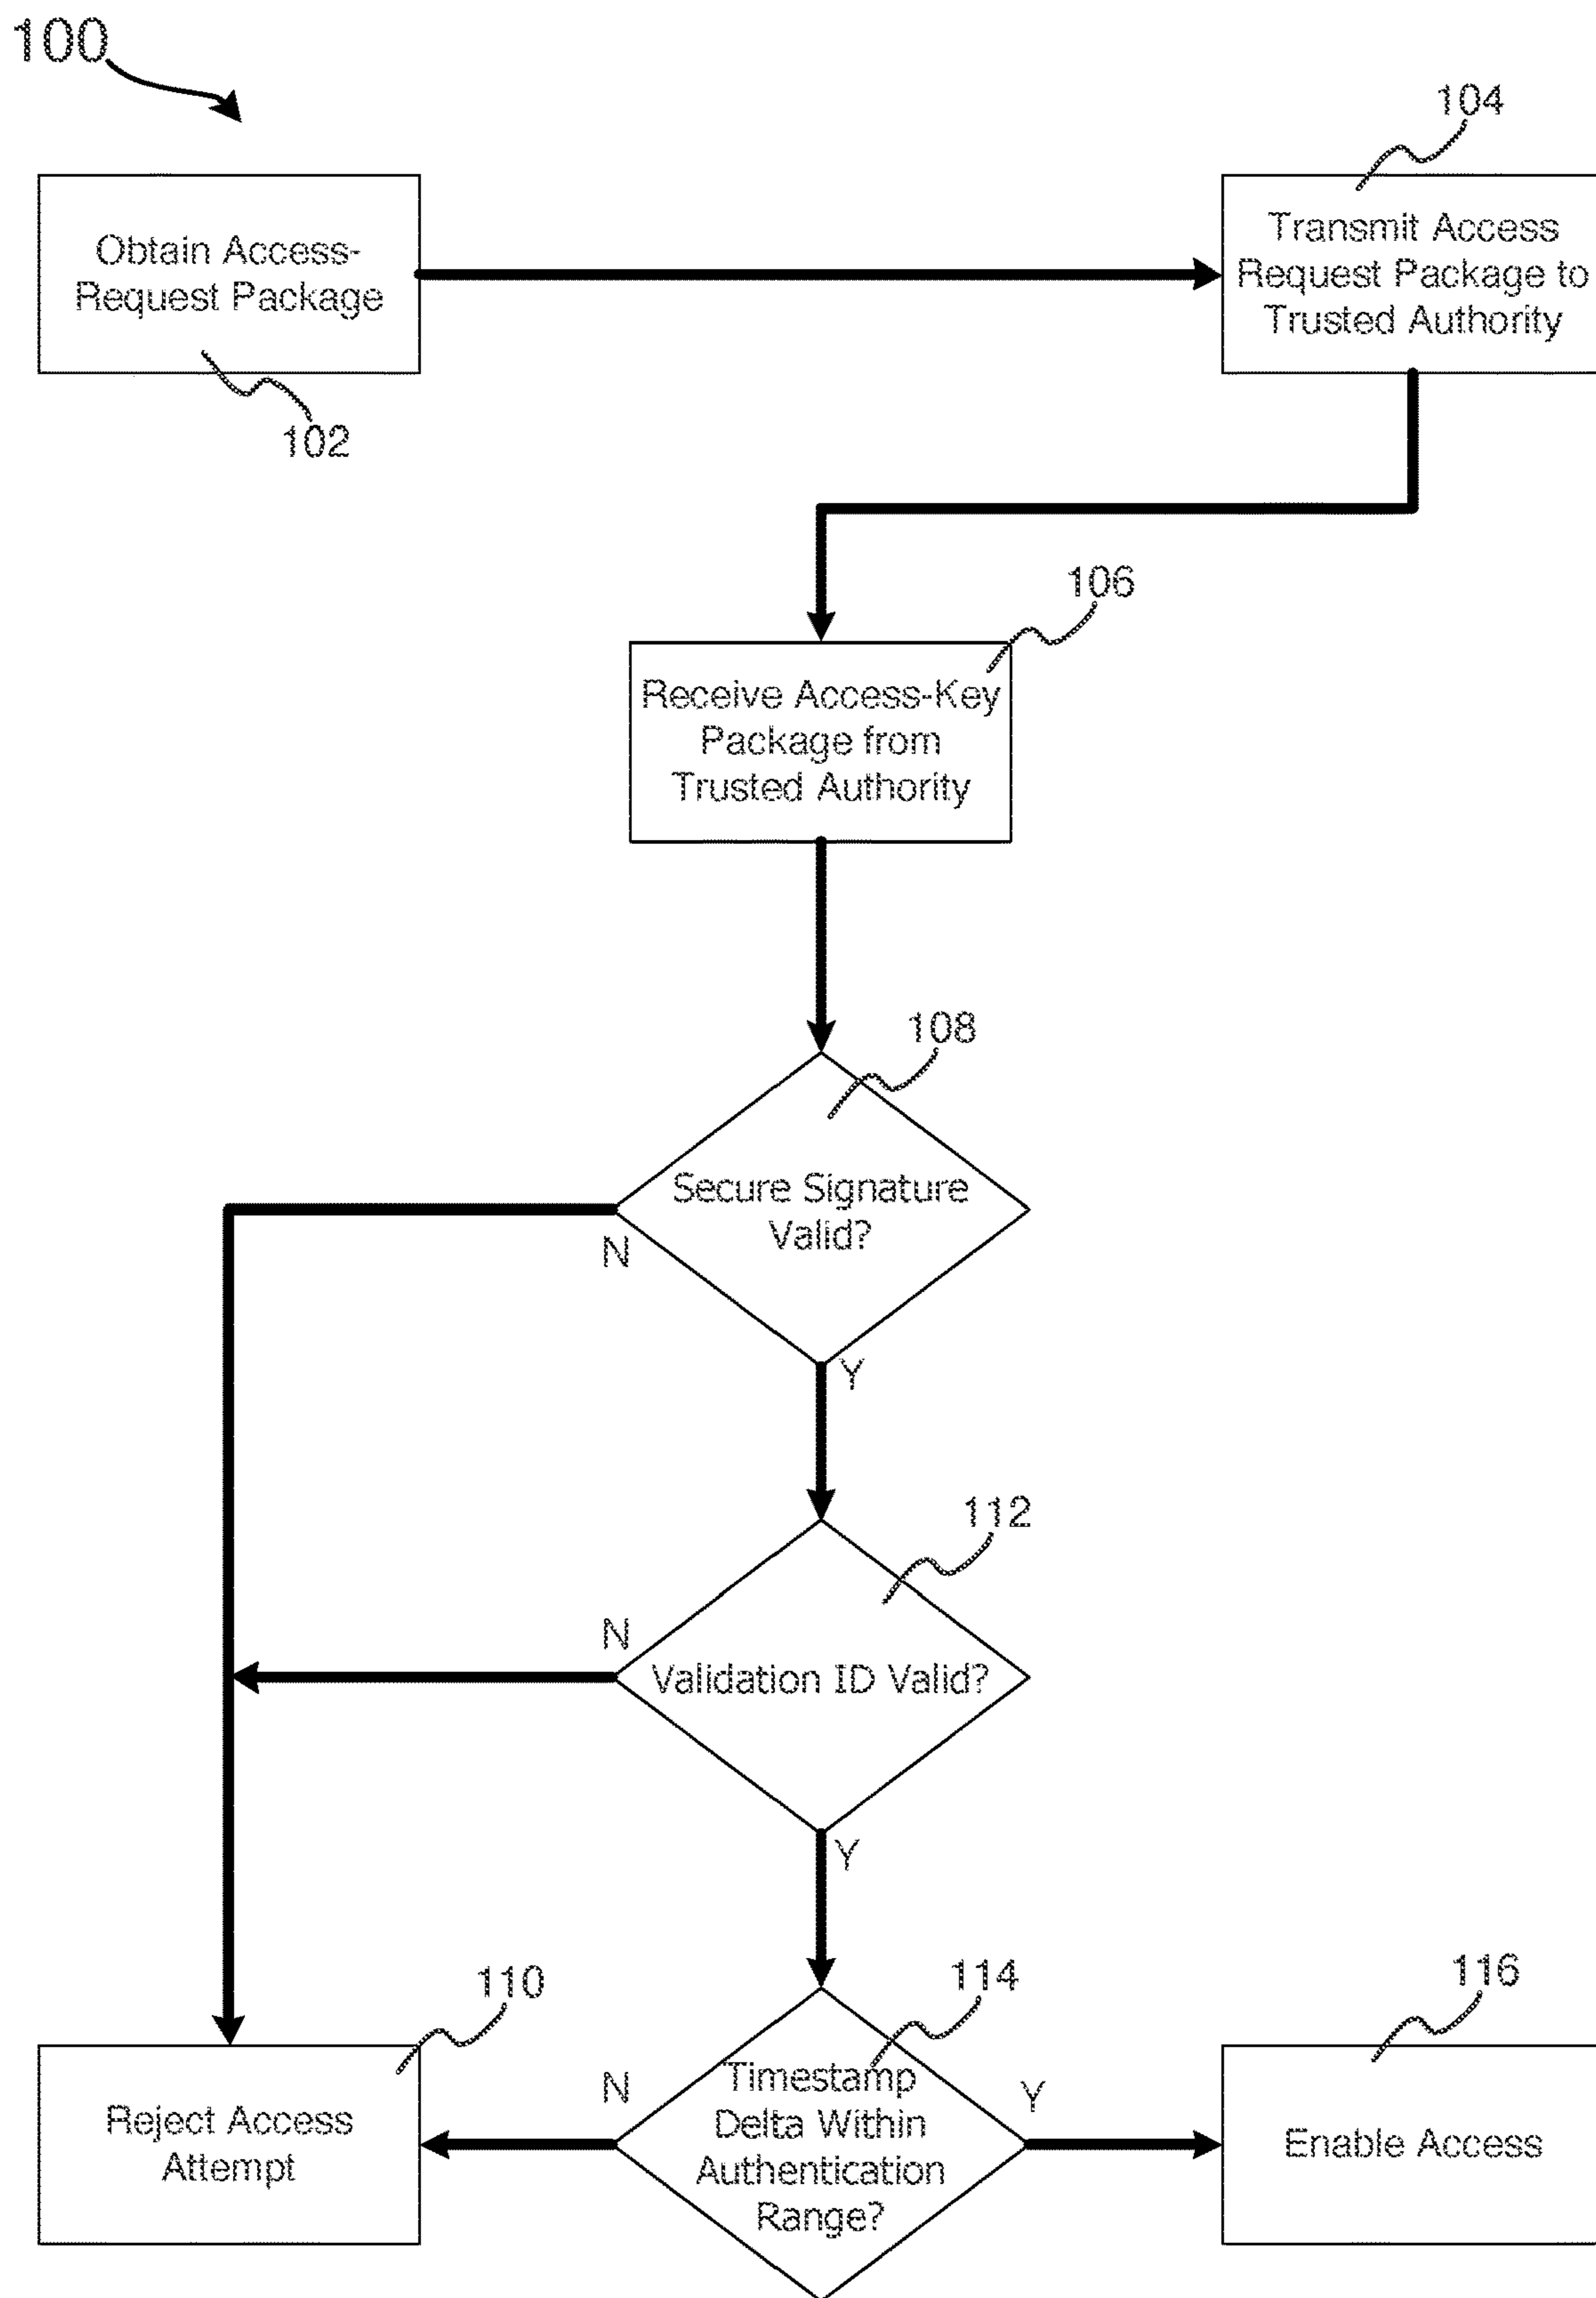 100
104
Obtain Access-
Request Package
Transmit Access
Request Package to
Trusted Authority
102
106
Receive Access-Key
Package from
Trusted Authority
108
Secure Signature
Valid?
N
Y
112
N
Validation ID Valid?
Y
110
114
116
Reject Access
Attempt
N
Timestamp
Delta Within
Authentication
Range?
Y
Enable Access